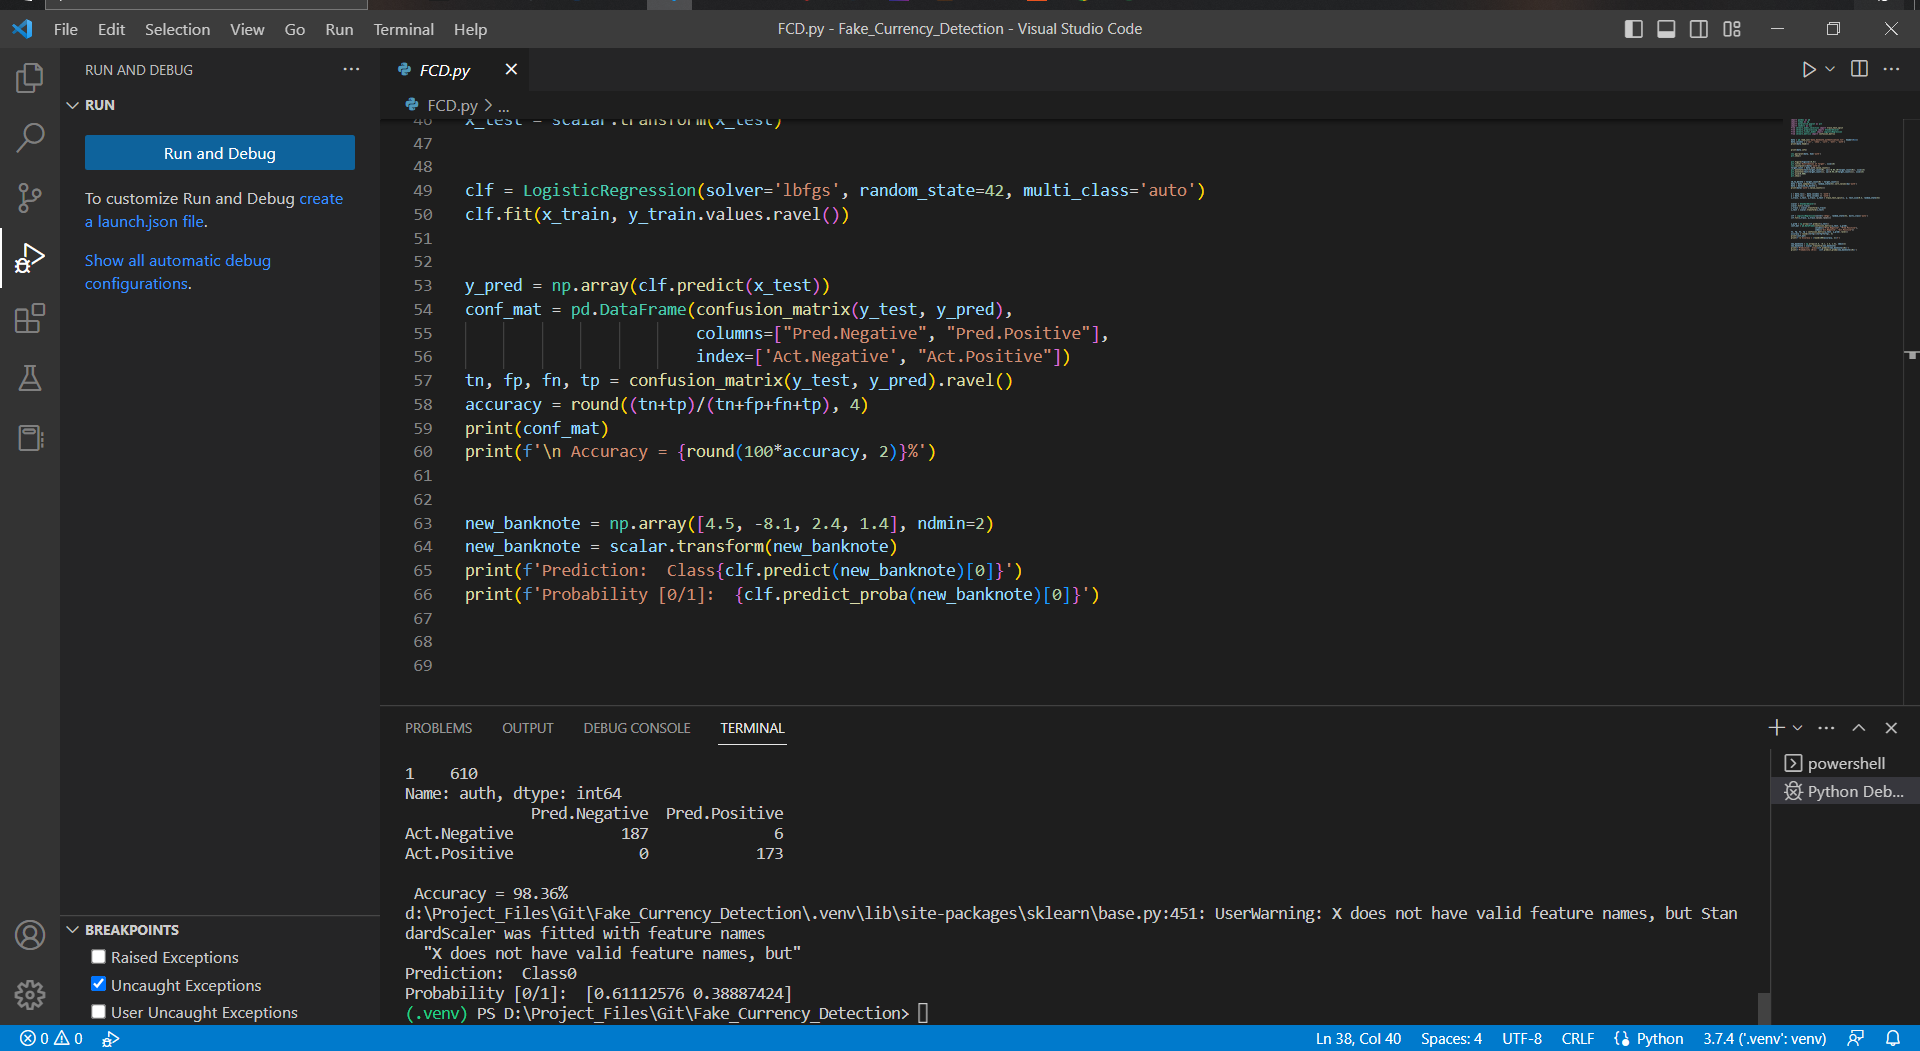 File Edit Selection View Go Run Terminal Help
FCD.py - Fake_Currency_Detection - Visual Studio Code
RUN AND DEBUG
RUN
Run and Debug
To customize Run and Debug create
a launch.json file.
Show all automatic debug
configurations.
FCD.py
FCD.py > ...
46 x_test = scalar.transform(x_test)
47
48
49 clf = LogisticRegression(solver='lbfgs', random_state=42, multi_class='auto')
50 clf.fit(x_train, y_train.values.ravel())
51
52
53 y_pred = np.array(clf.predict(x_test))
54 conf_mat = pd.DataFrame(confusion_matrix(y_test, y_pred),
55 columns=["Pred.Negative", "Pred.Positive"],
56 index=['Act.Negative', "Act.Positive"])
57 tn, fp, fn, tp = confusion_matrix(y_test, y_pred).ravel()
58 accuracy = round((tn+tp)/(tn+fp+fn+tp), 4)
59 print(conf_mat)
60 print(f'\n Accuracy = {round(100*accuracy, 2)}%')
61
62
63 new_banknote = np.array([4.5, -8.1, 2.4, 1.4], ndmin=2)
64 new_banknote = scalar.transform(new_banknote)
65 print(f'Prediction:  Class{clf.predict(new_banknote)[0]}')
66 print(f'Probability [0/1]:  {clf.predict_proba(new_banknote)[0]}')
67
68
69
PROBLEMS OUTPUT DEBUG CONSOLE TERMINAL
1    610
Name: auth, dtype: int64
Pred.Negative  Pred.Positive
Act.Negative            187              6
Act.Positive              0            173
Accuracy = 98.36%
d:\Project_Files\Git\Fake_Currency_Detection\.venv\lib\site-packages\sklearn\base.py:451: UserWarning: X does not have valid feature names, but Stan
dardScaler was fitted with feature names
"X does not have valid feature names, but"
Prediction:  Class0
Probability [0/1]:  [0.61112576 0.38887424]
(.venv) PS D:\Project_Files\Git\Fake_Currency_Detection>
powershell
Python Deb...
BREAKPOINTS
Raised Exceptions
Uncaught Exceptions
User Uncaught Exceptions
0 0
Ln 38, Col 40 Spaces: 4 UTF-8 CRLF Python 3.7.4 ('.venv': venv)